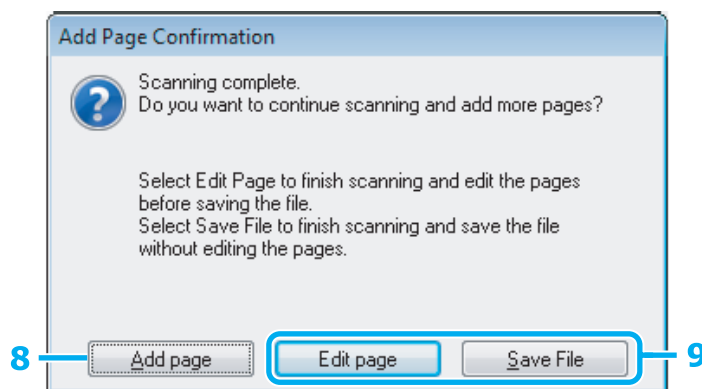 Add Page Confirmation
Scanning complete.
Do you want to continue scanning and add more pages?
Select Edit Page to finish scanning and edit the pages
before saving the file.
Select Save File to finish scanning and save the file
without editing the pages.
8 Add page Edit page Save File 9